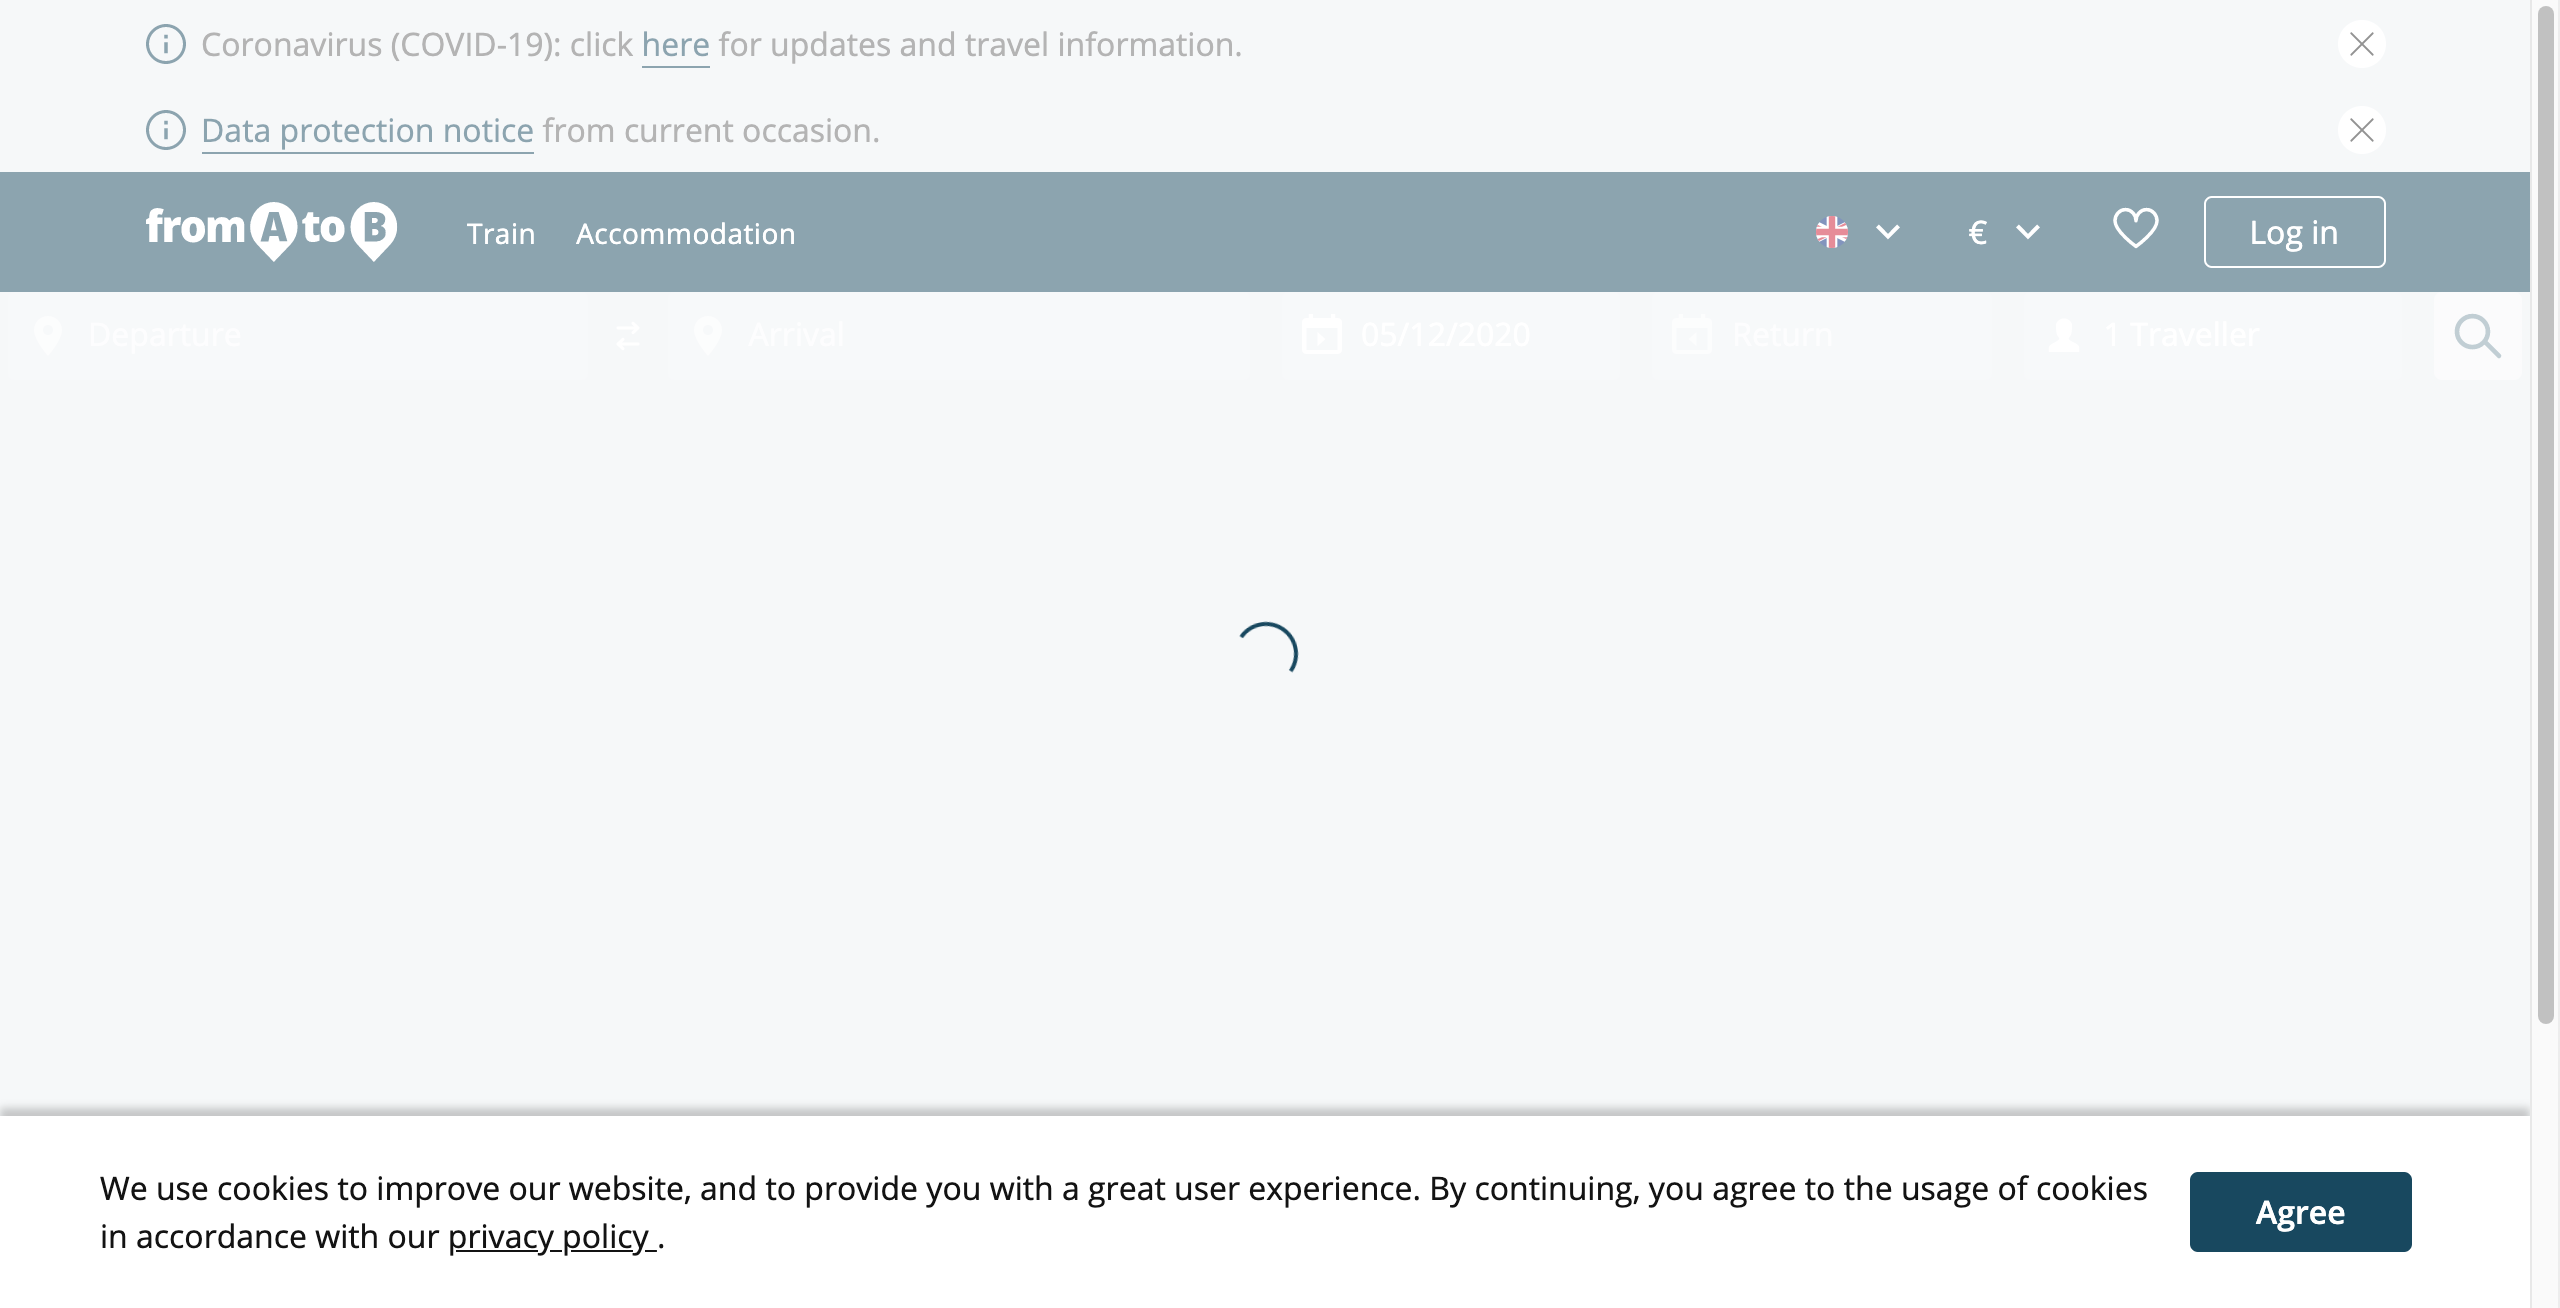 Coronavirus (COVID-19): click here for updates and travel information.
Data protection notice from current occasion.
fromAtoB Train Accommodation € Log in
Departure Arrival 05/12/2020 Return 1 Traveller
We use cookies to improve our website, and to provide you with a great user experience. By continuing, you agree to the usage of cookies
in accordance with our privacy policy .
Agree